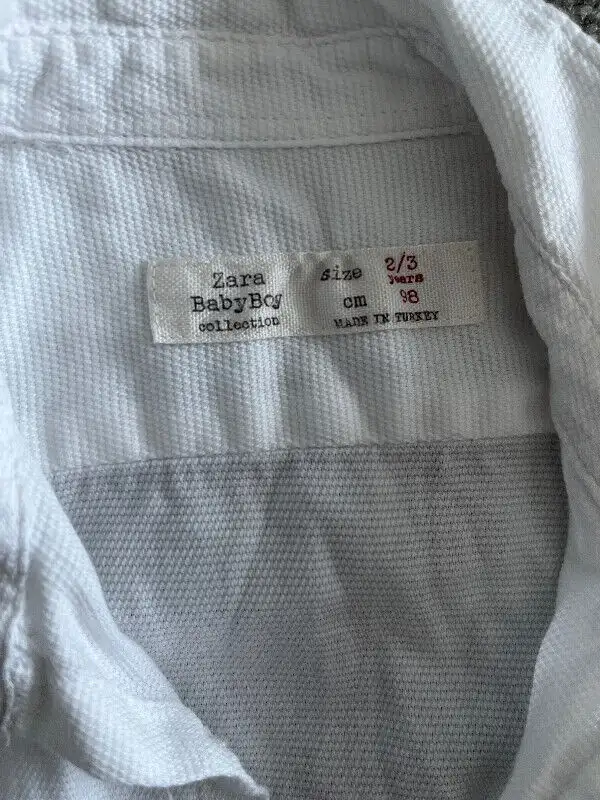 Zara
BabyBoy
collection
size 2/3
years
cm 98
MADE IN TURKEY